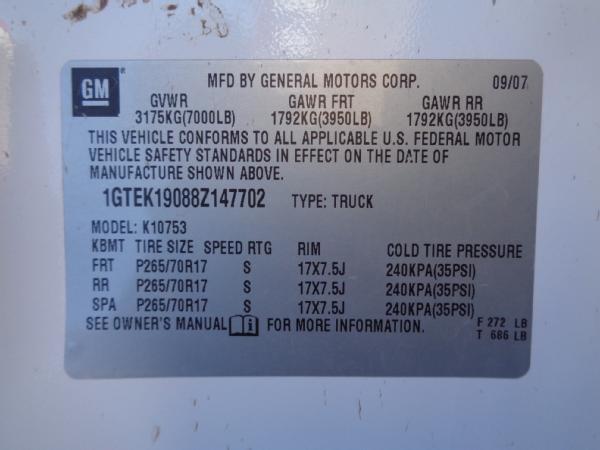 GM MFD BY GENERAL MOTORS CORP. 09/07
GVWR GAWR FRT GAWR RR
3175KG(7000LB) 1792KG(3950LB) 1792KG(3950LB)
THIS VEHICLE CONFORMS TO ALL APPLICABLE U.S. FEDERAL MOTOR
VEHICLE SAFETY STANDARDS IN EFFECT ON THE DATE OF
MANUFACTURE SHOWN ABOVE.
1GTEK19088Z147702 TYPE: TRUCK
MODEL: K10753
KBMT TIRE SIZE SPEED RTG RIM COLD TIRE PRESSURE
FRT P265/70R17 S 17X7.5J 240KPA(35PSI)
RR P265/70R17 S 17X7.5J 240KPA(35PSI)
SPA P265/70R17 S 17X7.5J 240KPA(35PSI)
SEE OWNER'S MANUAL i FOR MORE INFORMATION. F 272 LB
T 686 LB